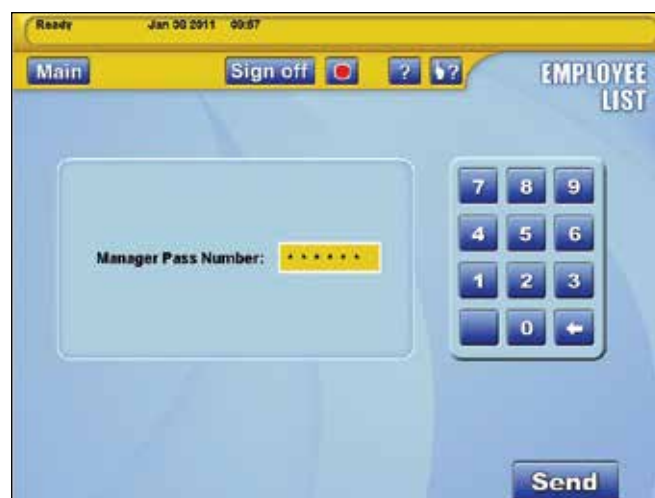 Ready Jan 08 2011 09:57
Main Sign off ? ?
EMPLOYEE
LIST
7 8 9
4 5 6
Manager Pass Number: * * * * * *
1 2 3
0
Send